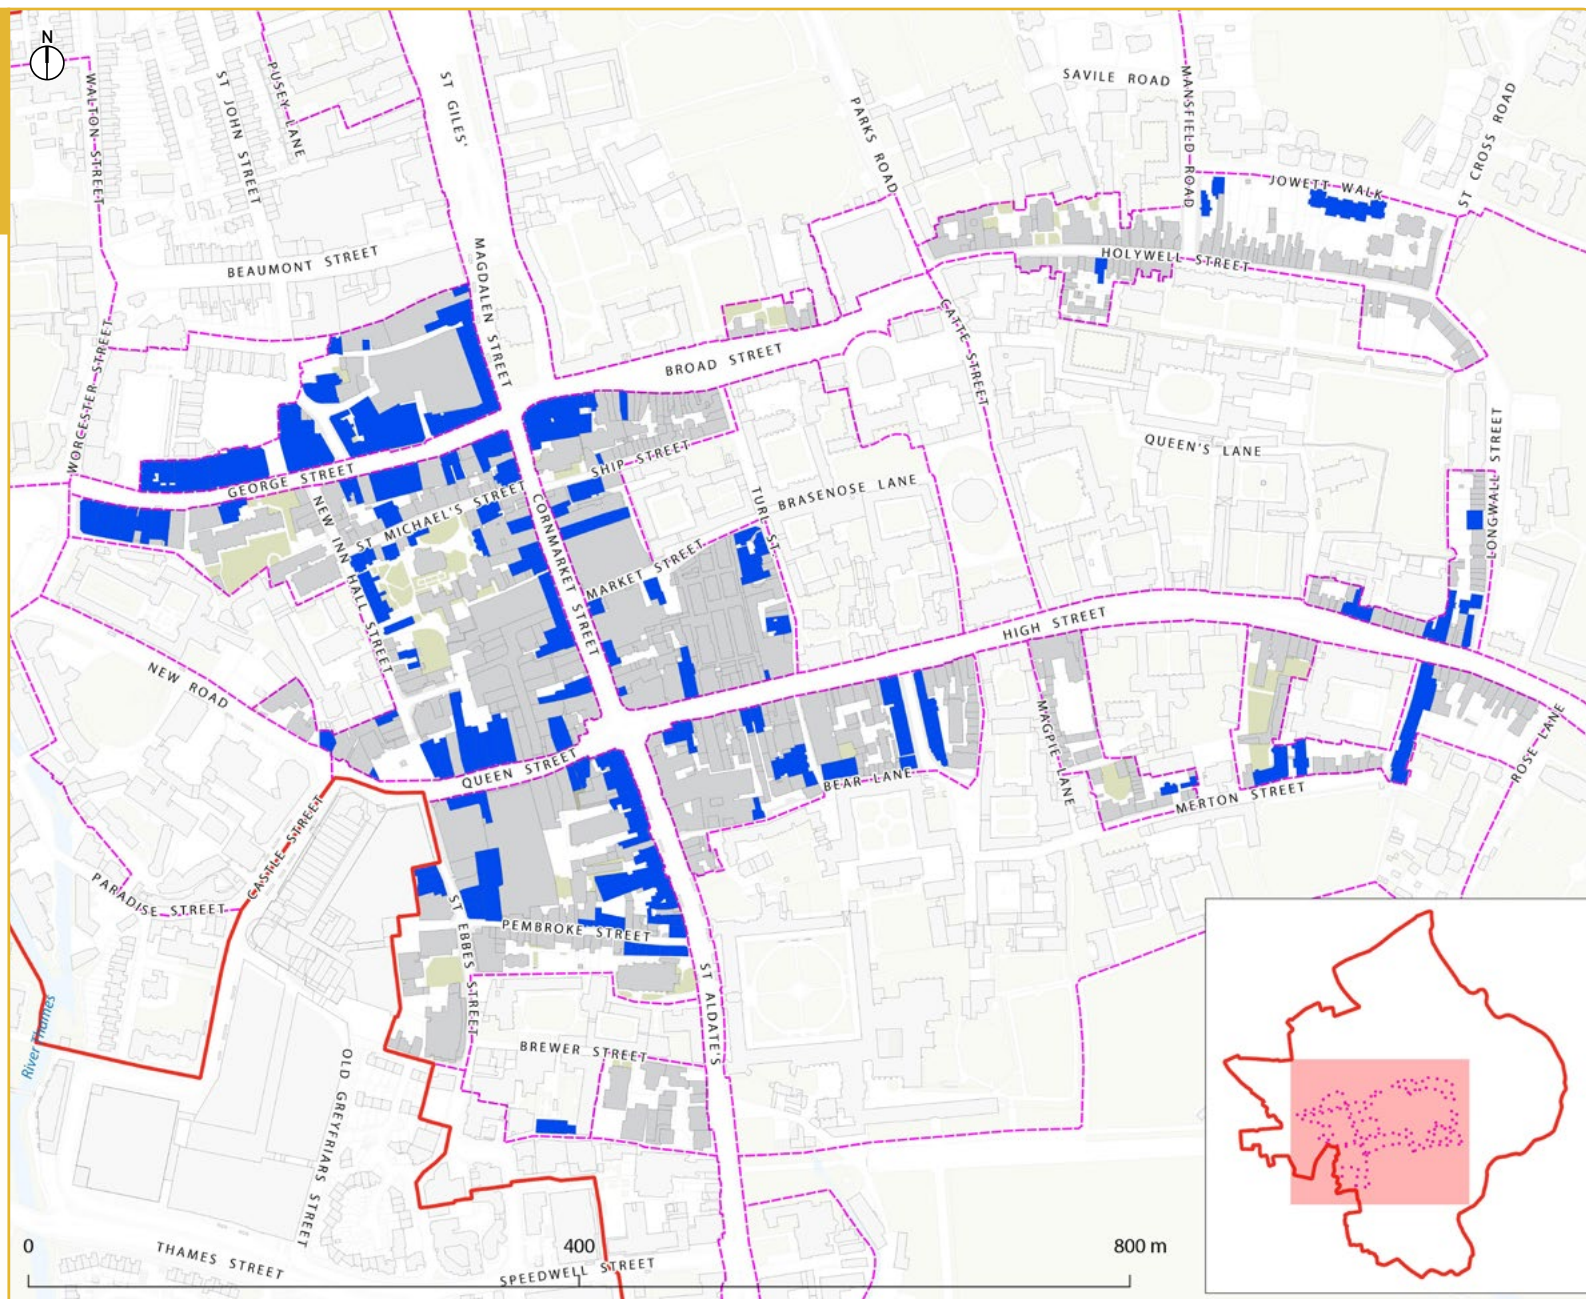 N
WALTON STREET
ST JOHN STREET
PUSEY LANE
ST GILES'
PARKS ROAD
SAVILE ROAD
MANSFIELD ROAD
JOWETT WALK
ST CROSS ROAD
BEAUMONT STREET
MAGDALEN STREET
HOLYWELL STREET
WORCESTER STREET
BROAD STREET
CATTE STREET
GEORGE STREET
SHIP STREET
QUEEN'S LANE
LONGWALL STREET
ST MICHAEL'S STREET
NEW INN HALL STREET
CORNMARKET STREET
TURL ST.
BRASENOSE LANE
MARKET STREET
HIGH STREET
NEW ROAD
MAGPIE LANE
ROSE LANE
QUEEN STREET
BEAR LANE
MERTON STREET
CASTLE STREET
PARADISE STREET
ST EBBES STREET
PEMBROKE STREET
ST ALDATE'S
River Thames
BREWER STREET
OLD GREYFRIARS STREET
THAMES STREET
SPEEDWELL STREET
0
400
800 m